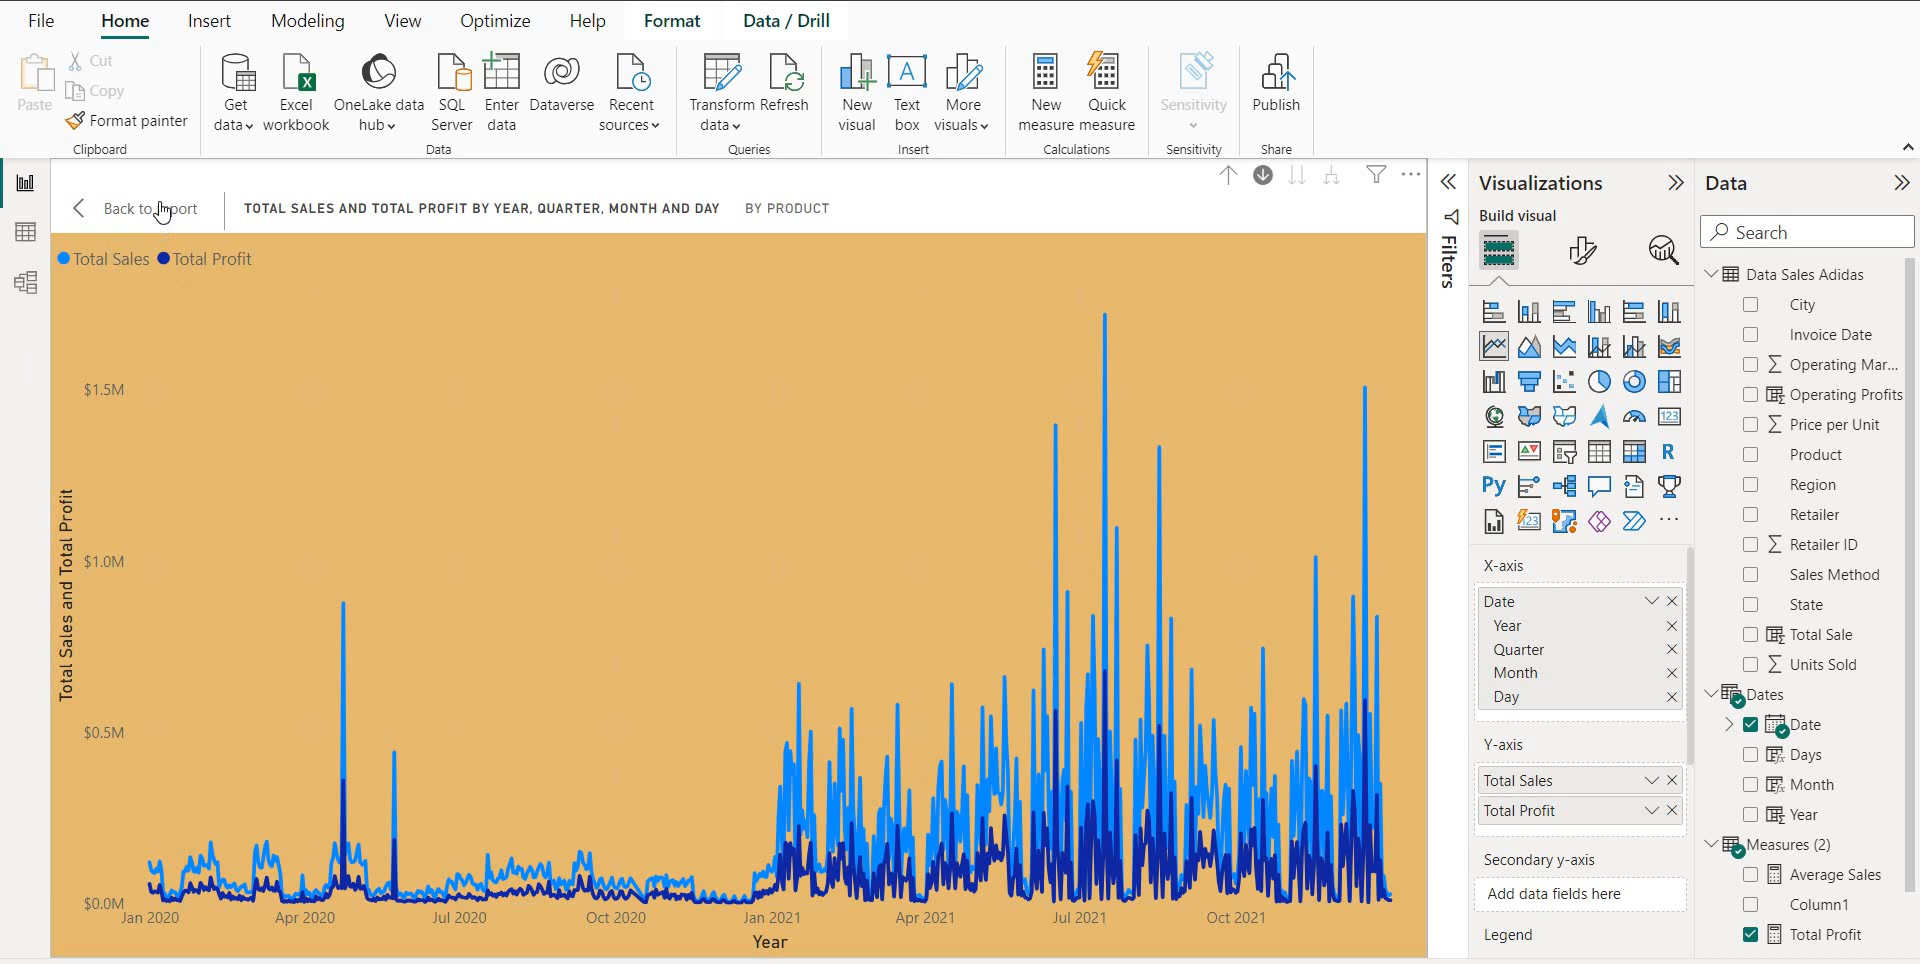 File Home Insert Modeling View Optimize Help Format Data / Drill
Paste
Cut
Copy
Format painter
Clipboard
Get data
Excel workbook
OneLake data hub
SQL Server
Enter data
Dataverse
Recent sources
Data
Transform data
Refresh
Queries
New visual
Text box
More visuals
Insert
New measure
Quick measure
Calculations
Sensitivity
Sensitivity
Publish
Share
Back to
TOTAL SALES AND TOTAL PROFIT BY YEAR, QUARTER, MONTH AND DAY BY PRODUCT
Total Sales Total Profit
Total Sales and Total Profit
$1.5M
$1.0M
$0.5M
$0.0M
Jan 2020 Apr 2020 Jul 2020 Oct 2020 Jan 2021 Apr 2021 Jul 2021 Oct 2021
Year
Filters
Visualizations
Build visual
123
R
Py
123
X-axis
Date
Year
Quarter
Month
Day
Y-axis
Total Sales
Total Profit
Secondary y-axis
Add data fields here
Legend
Data
Search
Data Sales Adidas
City
Invoice Date
Operating Mar...
Operating Profits
Price per Unit
Product
Region
Retailer
Retailer ID
Sales Method
State
Total Sale
Units Sold
Dates
Date
Days
Month
Year
Measures (2)
Average Sales
Column1
Total Profit